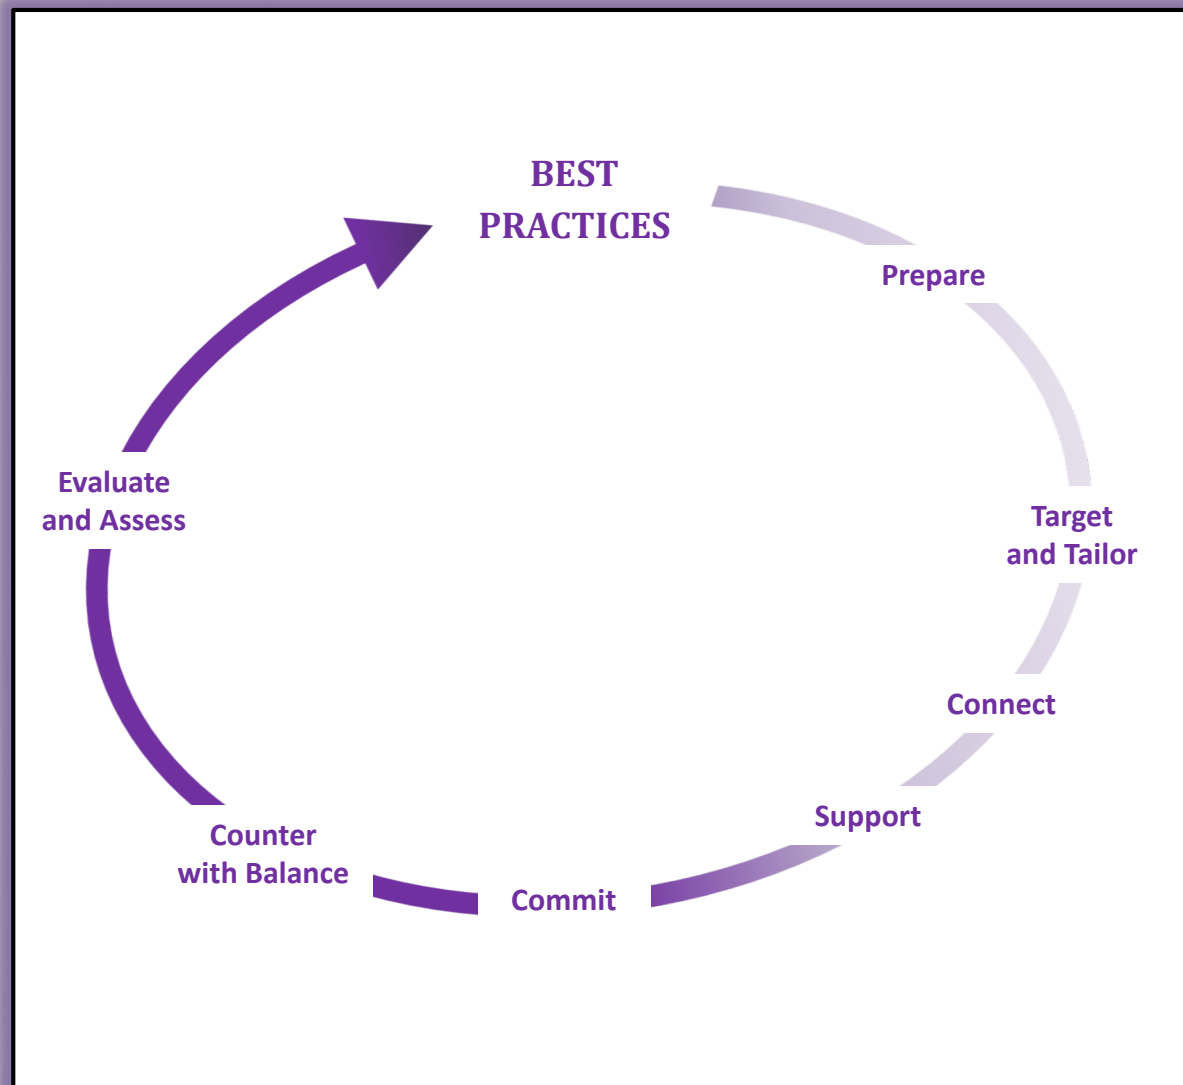 BEST
PRACTICES
Prepare
Target
and Tailor
Connect
Support
Commit
Counter
with Balance
Evaluate
and Assess